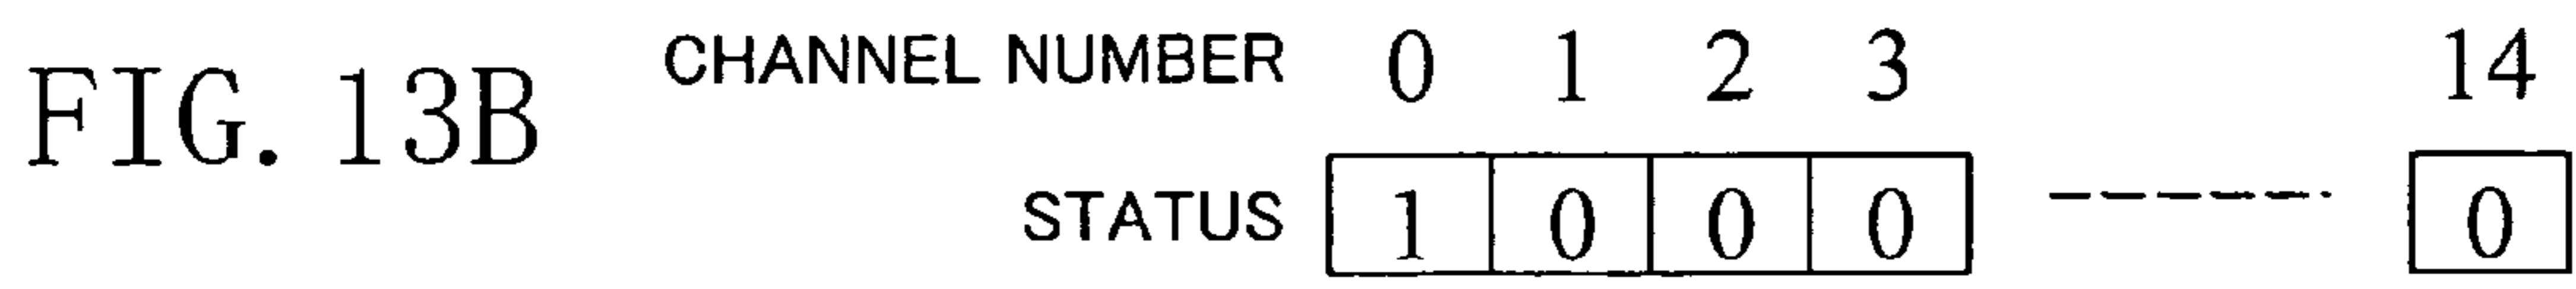 FIG. 13B
CHANNEL NUMBER 0 1 2 3 14
STATUS 1 0 0 0 0